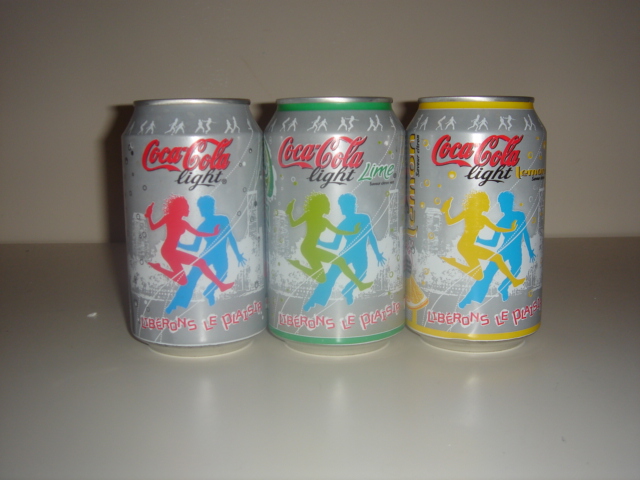 Coca-Cola
light
LIBERONS LE PLAISIR
Coca-Cola
light Lime
LIBERONS LE PLAISIR
lemon
Coca-Cola
light lemon
LIBERONS LE PLAISIR